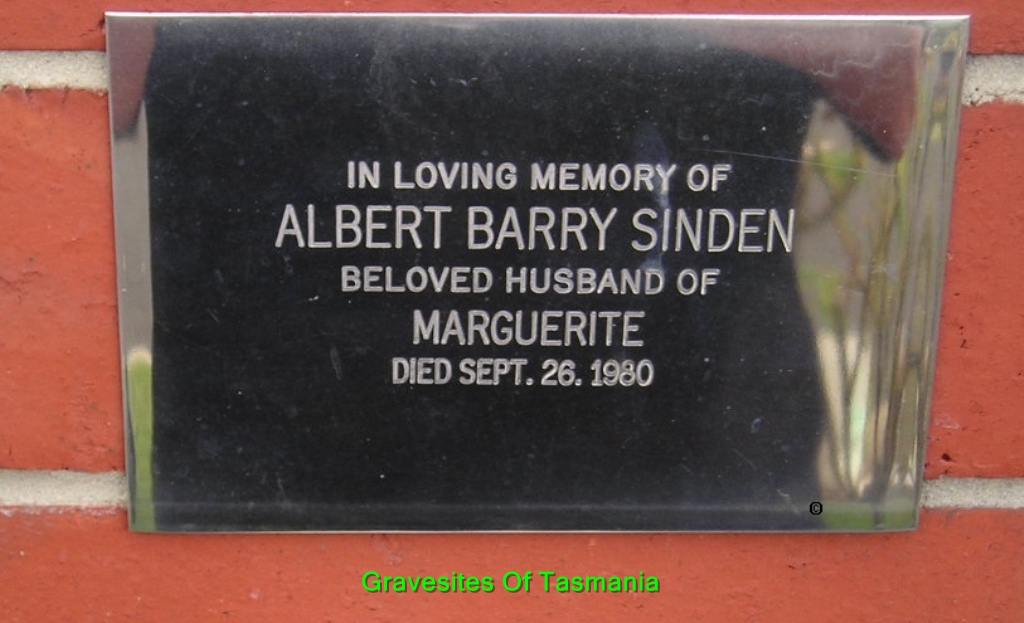 IN LOVING MEMORY OF
ALBERT BARRY SINDEN
BELOVED HUSBAND OF
MARGUERITE
DIED SEPT. 26. 1980
©
Gravesites Of Tasmania